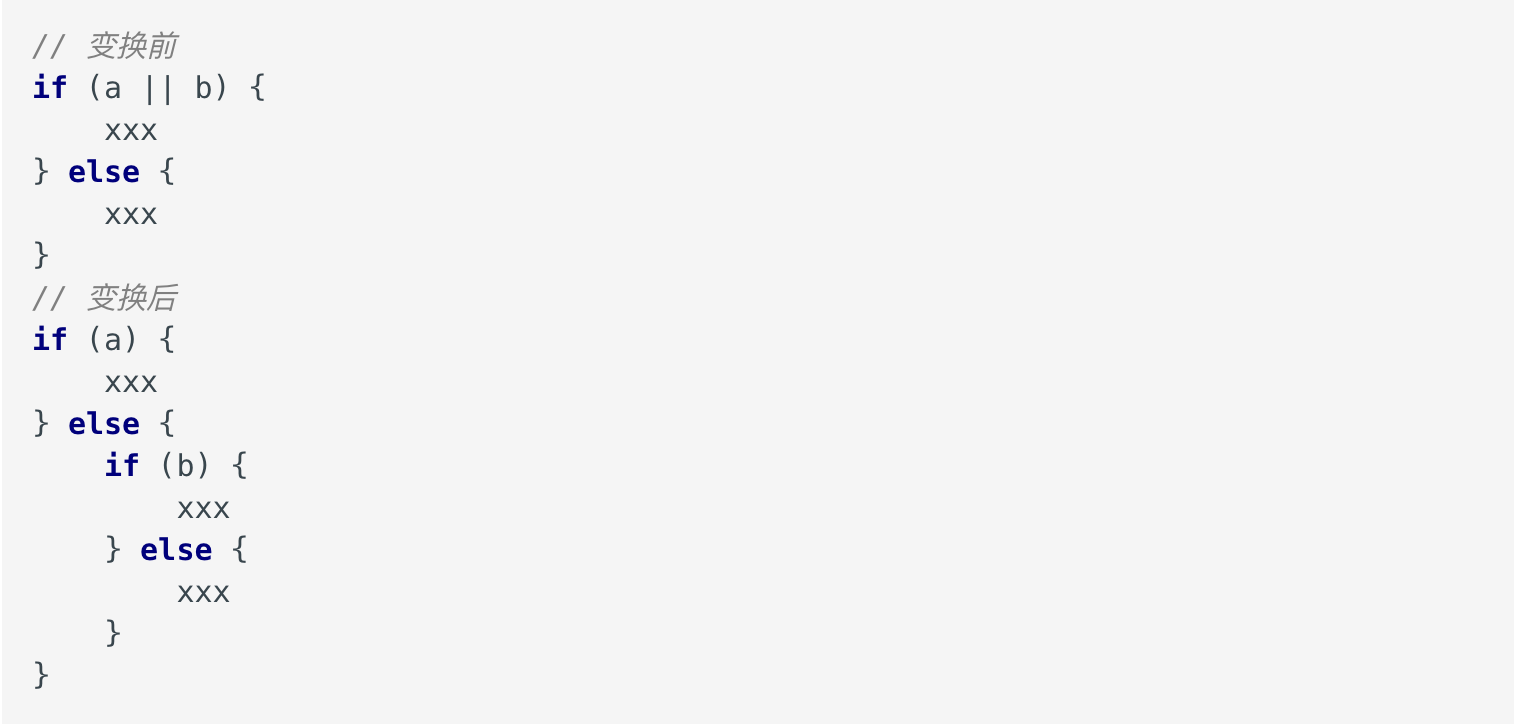 // 变换前
if (a || b) {
    xxx
} else {
    xxx
}
// 变换后
if (a) {
    xxx
} else {
    if (b) {
        xxx
    } else {
        xxx
    }
}